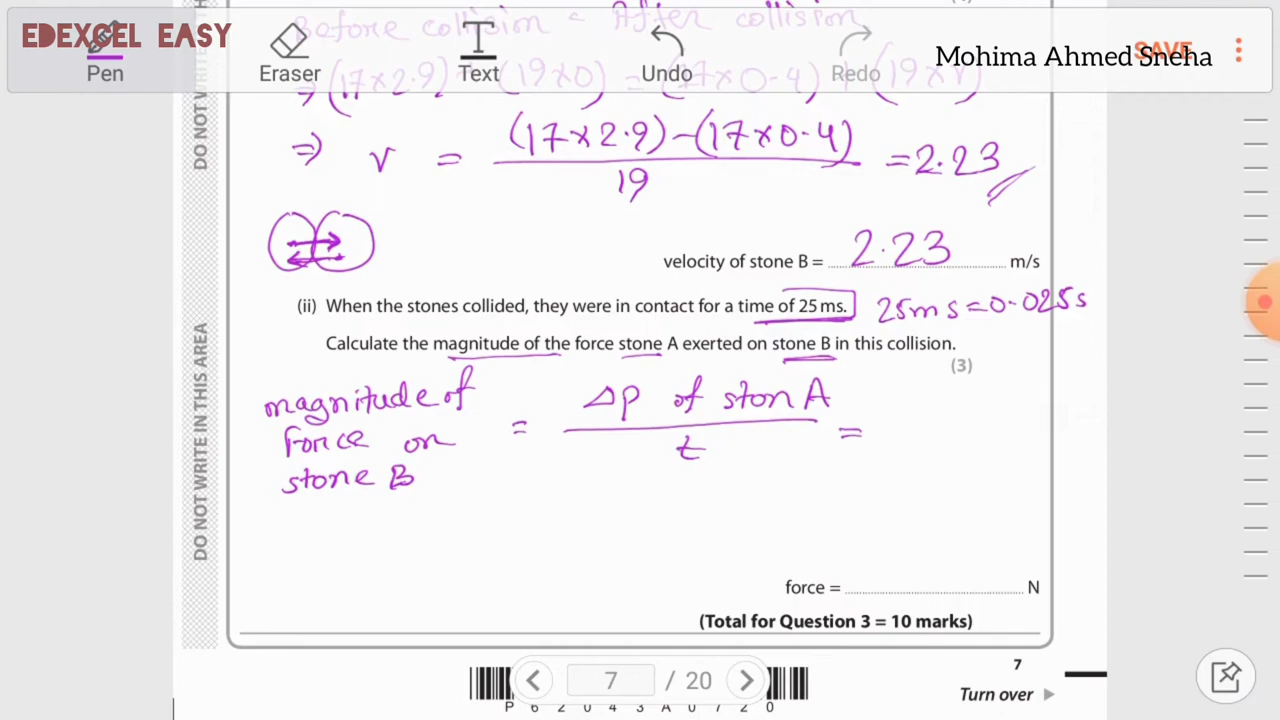 EDEXCEL EASY
Before collision = After collision
Pen
Eraser
Text
Undo
Redo
SAVE
Mohima Ahmed Sneha
⇒ (17×2.9) + (19×0) = (17×0.4) + (19×v)
⇒ v = (17×2.9)-(17×0.4) / 19 = 2.23
velocity of stone B = 2.23 m/s
(ii) When the stones collided, they were in contact for a time of 25 ms. 25ms = 0.025s
Calculate the magnitude of the force stone A exerted on stone B in this collision.
(3)
magnitude of force on stone B = ΔP of ston A / t =
force = N
(Total for Question 3 = 10 marks)
7
7 / 20
P 6 2 0 4 3 A 0 7 2 0
Turn over
DO NOT WRITE IN THIS AREA
DO NOT